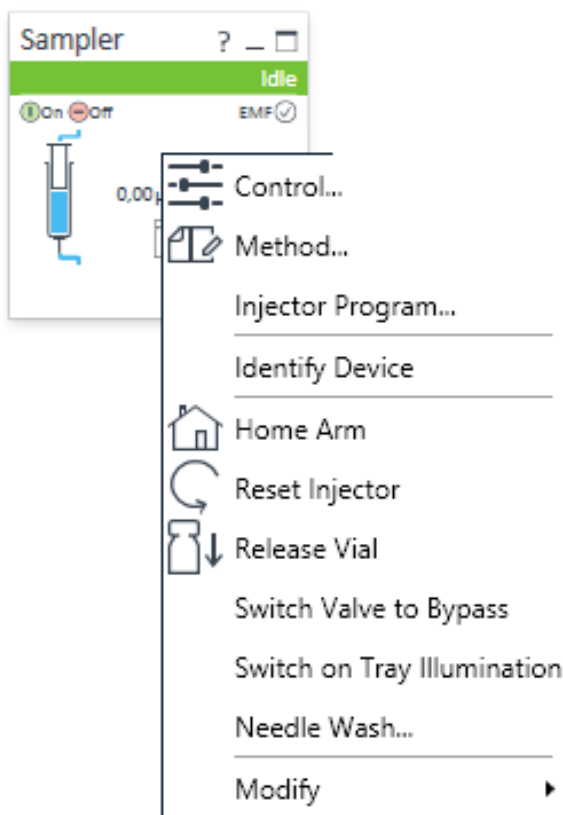 Sampler ?
Idle
On Off EMF
0,00
Control...
Method...
Injector Program...
Identify Device
Home Arm
Reset Injector
Release Vial
Switch Valve to Bypass
Switch on Tray Illumination
Needle Wash...
Modify